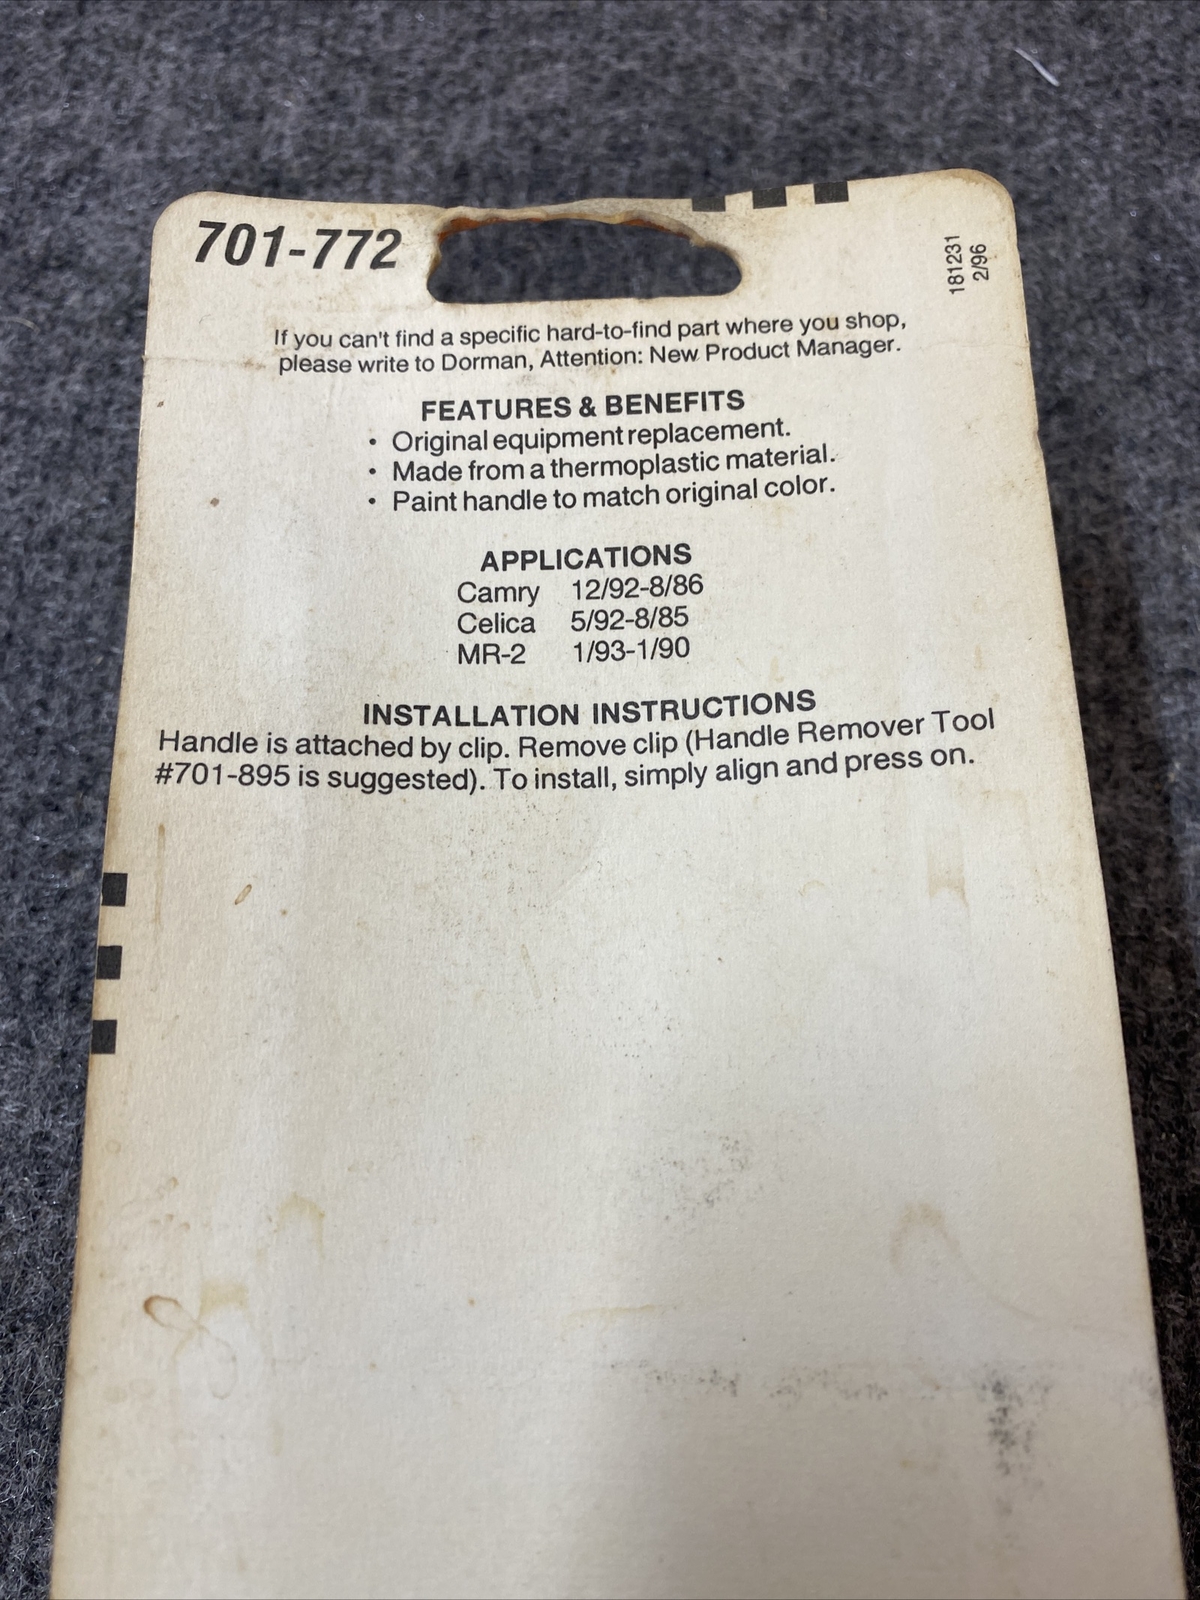 701-772
181231
2/96
If you can't find a specific hard-to-find part where you shop,
please write to Dorman, Attention: New Product Manager.
FEATURES & BENEFITS
• Original equipment replacement.
• Made from a thermoplastic material.
• Paint handle to match original color.
APPLICATIONS
Camry 12/92-8/86
Celica 5/92-8/85
MR-2 1/93-1/90
INSTALLATION INSTRUCTIONS
Handle is attached by clip. Remove clip (Handle Remover Tool
#701-895 is suggested). To install, simply align and press on.